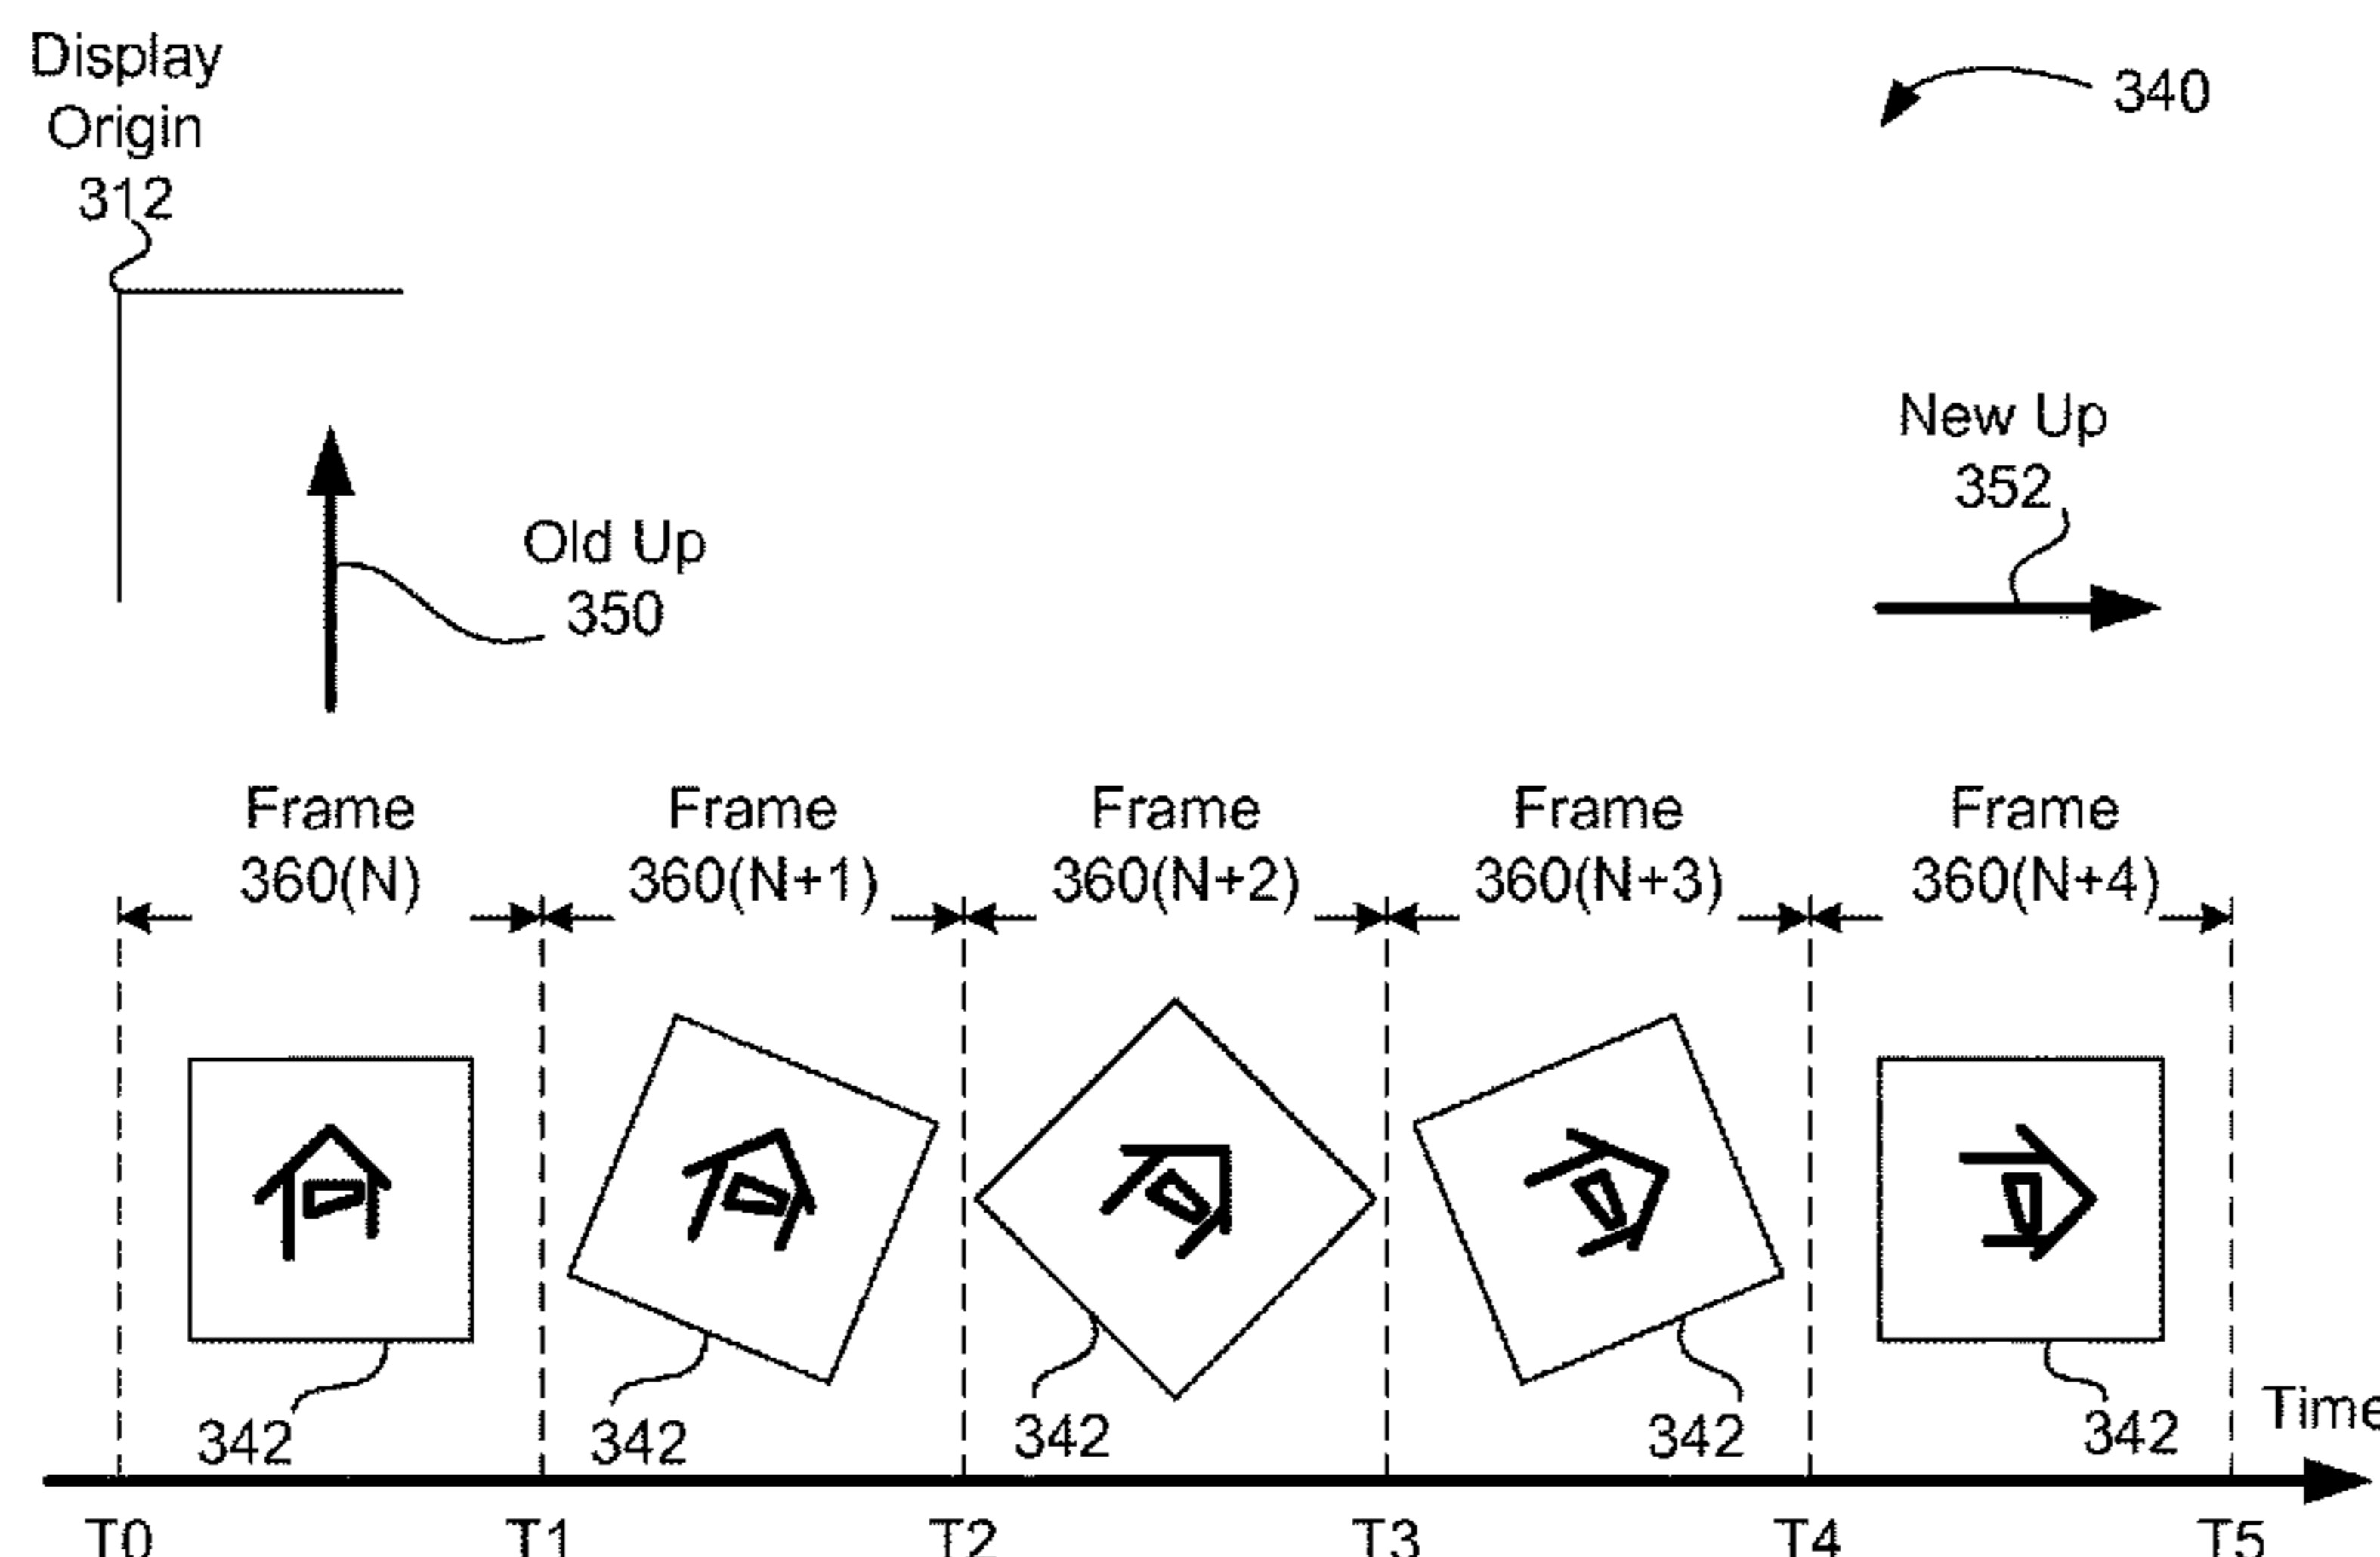 Display
Origin
312
340
New Up
352
Old Up
350
Frame
360(N)
Frame
360(N+1)
Frame
360(N+2)
Frame
360(N+3)
Frame
360(N+4)
342
342
342
342
342
Time
T0
T1
T2
T3
T4
T5